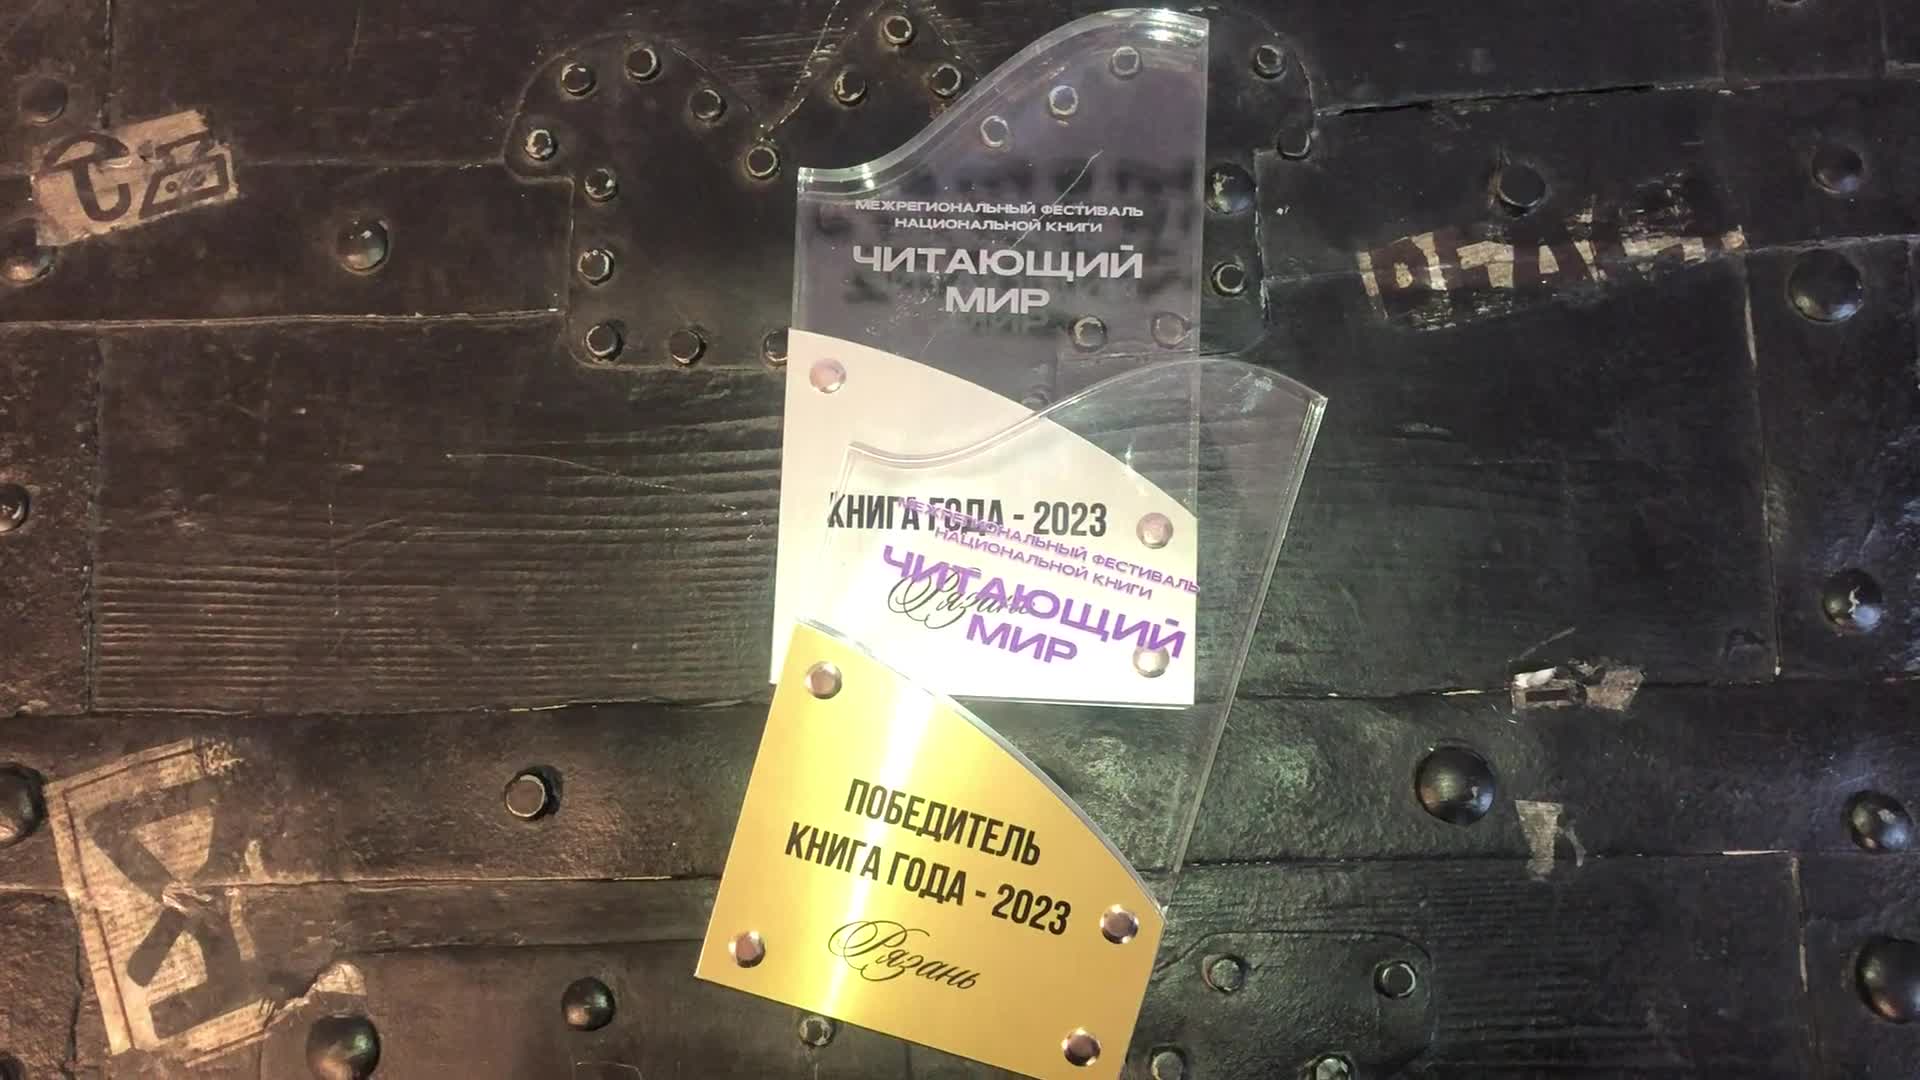 МЕЖРЕГИОНАЛЬНЫЙ ФЕСТИВАЛЬ
НАЦИОНАЛЬНОЙ КНИГИ
ЧИТАЮЩИЙ
МИР
КНИГА ГОДА - 2023
Рязань
МЕЖРЕГИОНАЛЬНЫЙ ФЕСТИВАЛЬ
НАЦИОНАЛЬНОЙ КНИГИ
ЧИТАЮЩИЙ
МИР
ПОБЕДИТЕЛЬ
КНИГА ГОДА - 2023
Рязань